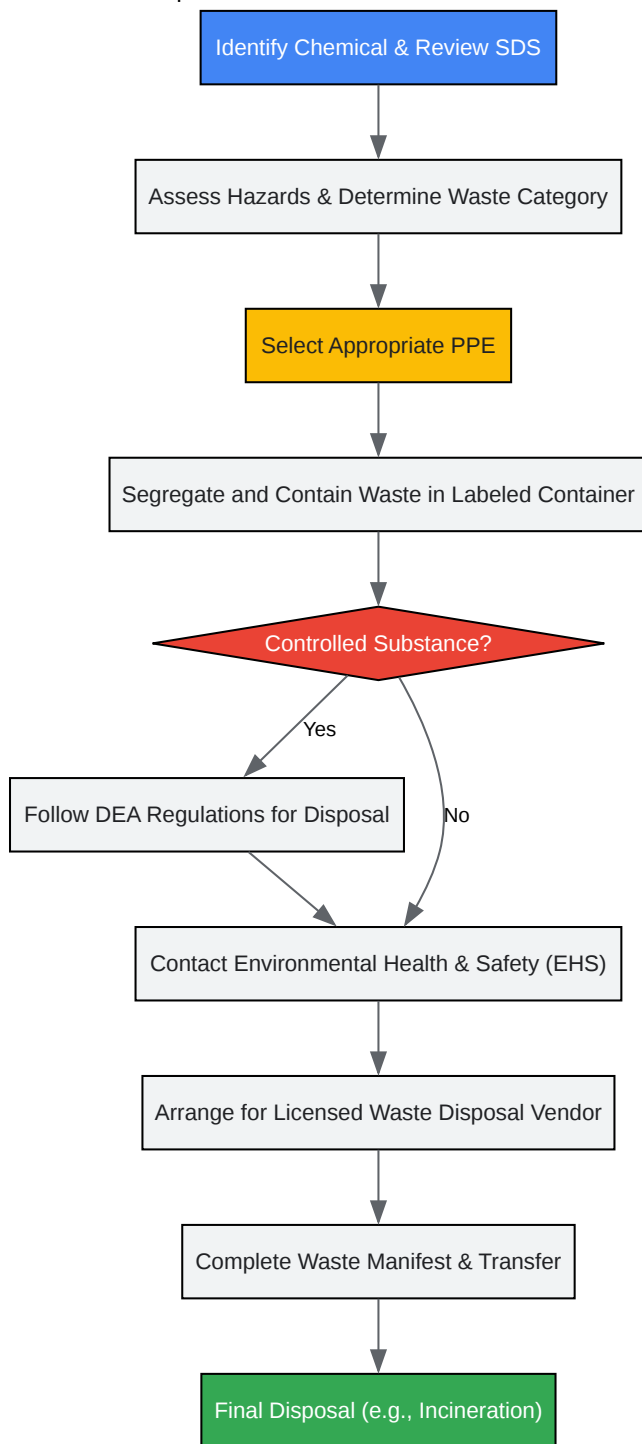 Identify Chemical & Review SDS
Assess Hazards & Determine Waste Category
Select Appropriate PPE
Segregate and Contain Waste in Labeled Container
Controlled Substance?
Yes
Follow DEA Regulations for Disposal
No
Contact Environmental Health & Safety (EHS)
Arrange for Licensed Waste Disposal Vendor
Complete Waste Manifest & Transfer
Final Disposal (e.g., Incineration)